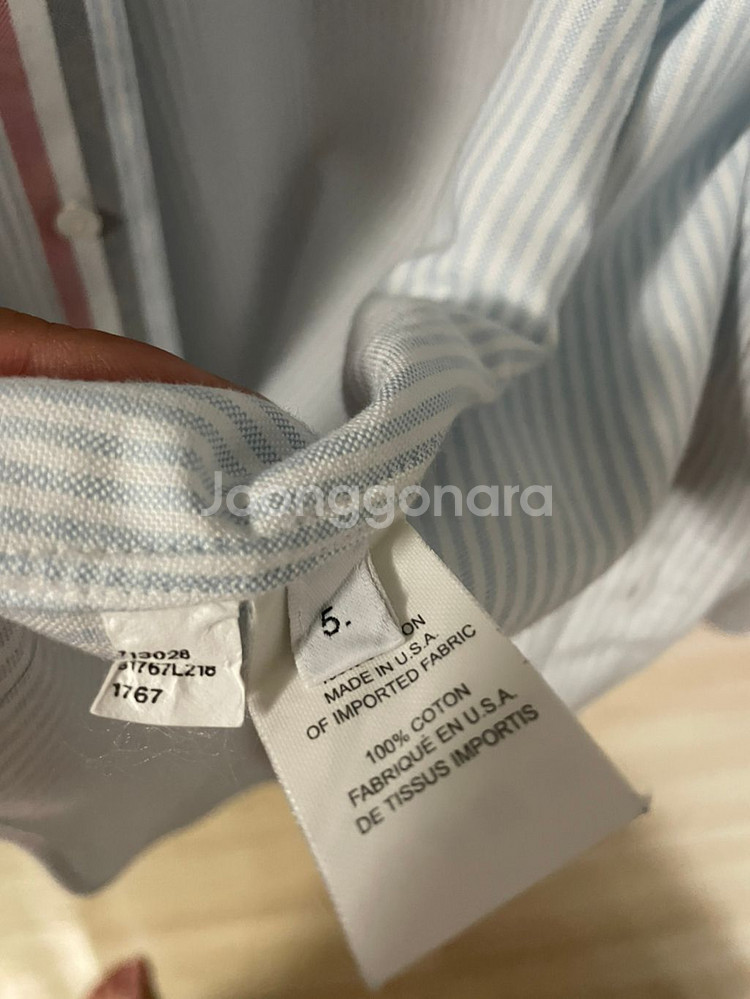 Joonggonara
5.
1767
MADE IN U.S.A.
OF IMPORTED FABRIC
100% COTON
FABRIQUÉ EN U.S.A.
DE TISSUS IMPORTIS